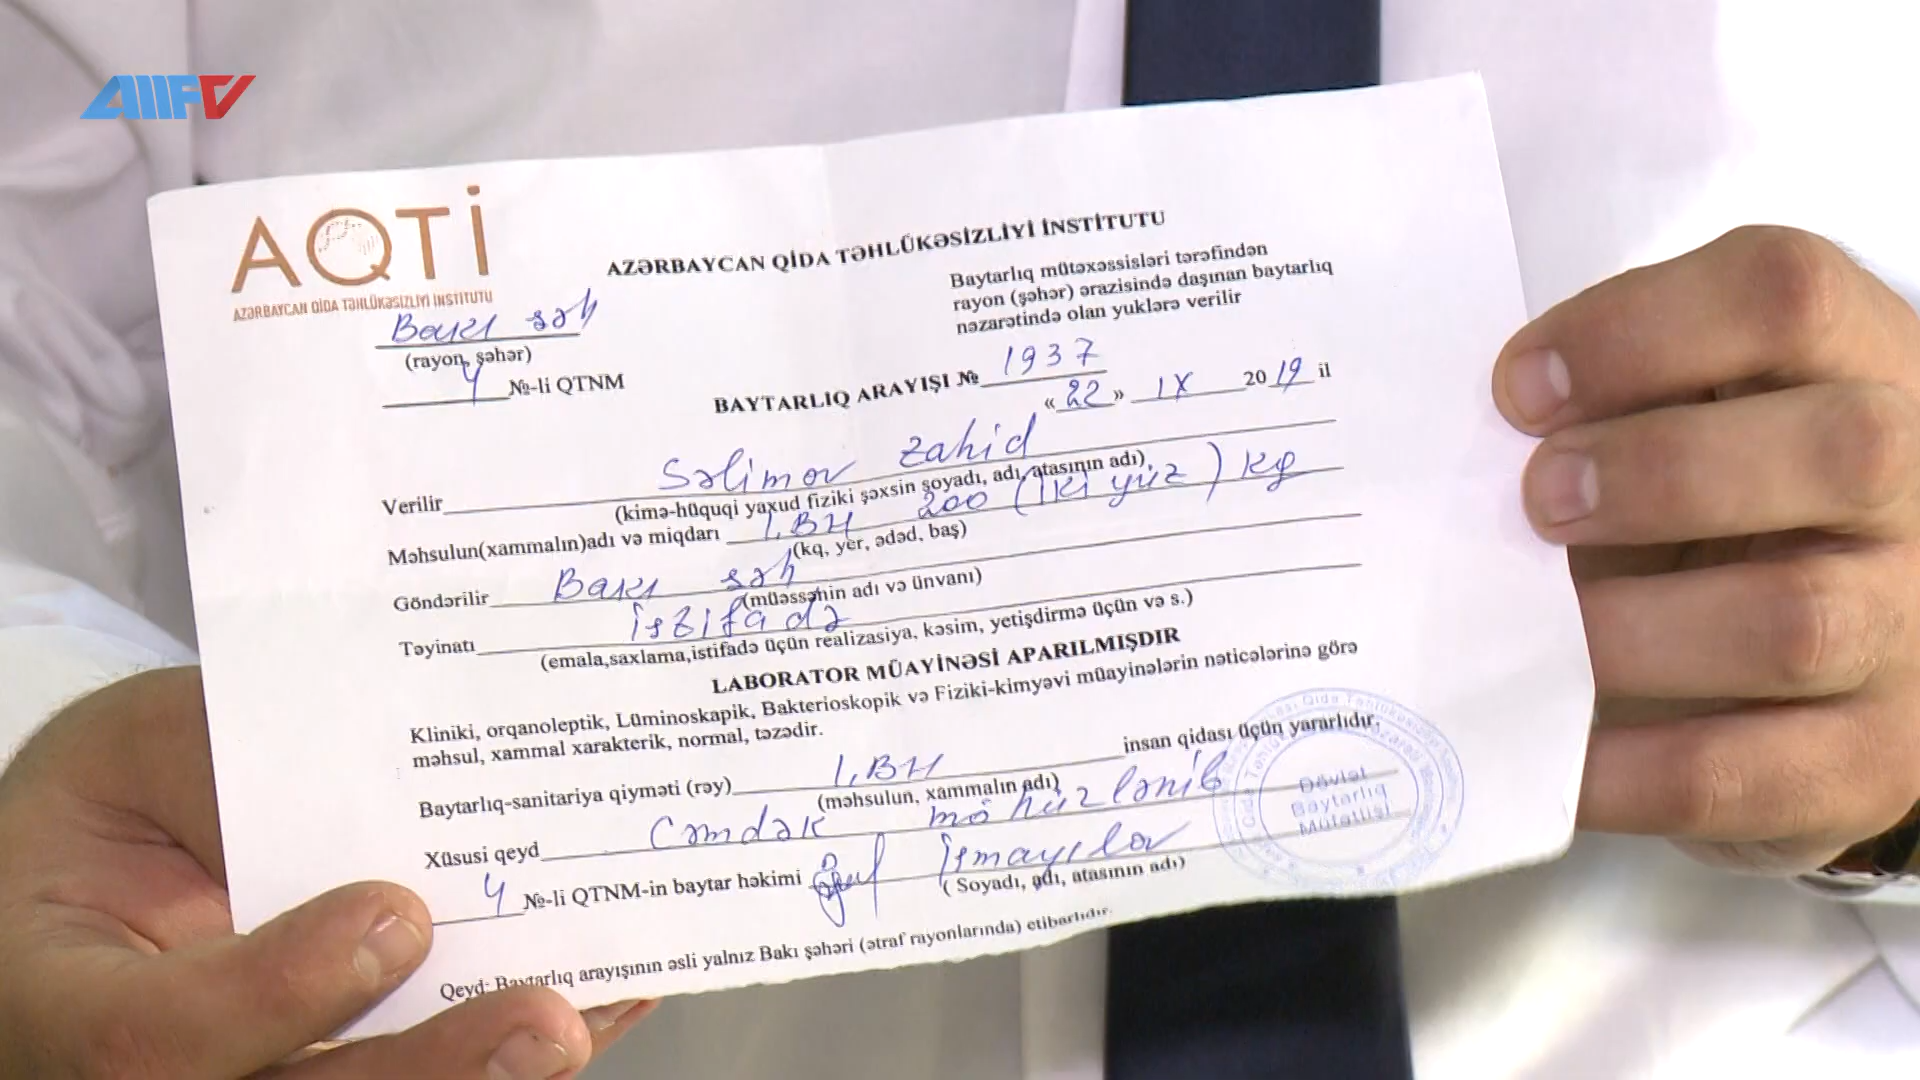 AIIFTV
AQTİ
AZƏRBAYCAN QİDA TƏHLÜKƏSİZLİYİ İNSTİTUTU
AZƏRBAYCAN QİDA TƏHLÜKƏSİZLİYİ İNSTİTUTU
Baytarlıq mütəxəssisləri tərəfindən
rayon (şəhər) ərazisində daşınan baytarlıq
nəzarətində olan yuklərə verilir
Bakı şəh
(rayon, şəhər)
4 №-li QTNM
BAYTARLIQ ARAYIŞI № 1937
«22» IX 2019 il
Verilir Səlimov Zahid
(kimə-hüquqi yaxud fiziki şəxsin soyadı, adı, atasının adı),
Məhsulun(xammalın)adı və miqdarı 200 (iki yüz) kg
(kq, yer, ədəd, baş)
Göndərilir Bakı şəh
(müəssəhin adı və ünvanı)
Təyinatı İstifadə
(emala,saxlama,istifadə üçün realizasiya, kəsim, yetişdirmə üçün və s.)
LABORATOR MÜAYİNƏSİ APARILMIŞDIR
Kliniki, orqanoleptik, Lüminoskapik, Bakterioskopik və Fiziki-kimyəvi müayinələrin nəticələrinə görə
məhsul, xammal xarakterik, normal, təzədir.
Baytarlıq-sanitariya qiyməti (rəy) insan qidası üçün yararlıdır,
(məhsulun, xammalın adı)
Xüsusi qeyd Cəmdək möhürlənib
4 №-li QTNM-in baytar həkimi İsmayılov
( Soyadı, adı, atasının adı)
Dövlət
Baytarlıq
Müfəttişi
Qeyd: Baytarlıq arayışının əsli yalnız Bakı şəhəri (ətraf rayonlarında) etibarlıdır.